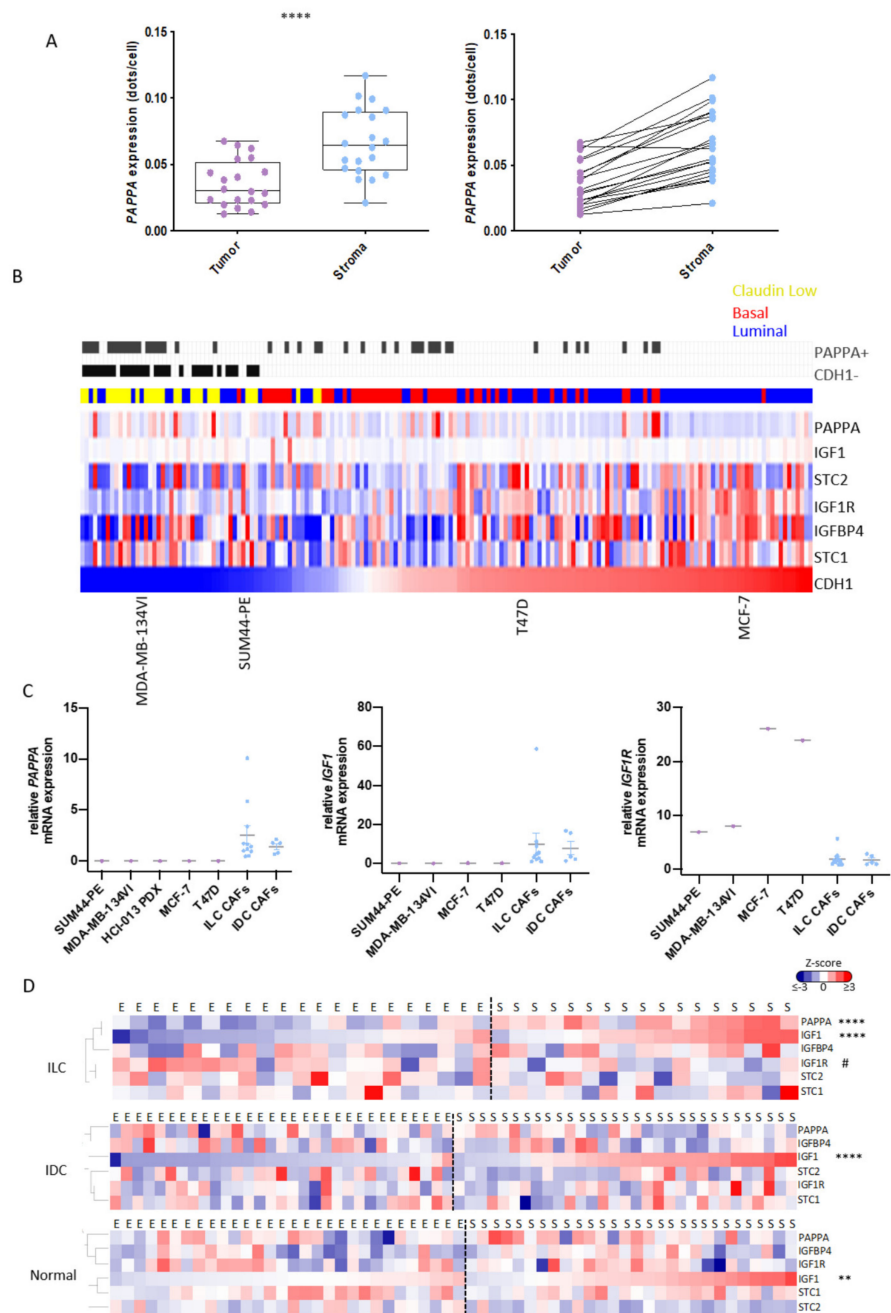 A
****
PAPPA expression (dots/cell)
0.15
0.10
0.05
0.00
Tumor
Stroma
PAPPA expression (dots/cell)
0.15
0.10
0.05
0.00
Tumor
Stroma
B
Claudin Low
Basal
Luminal
PAPPA+
CDH1-
PAPPA
IGF1
STC2
IGF1R
IGFBP4
STC1
CDH1
MDA-MB-134VI
SUM44-PE
T47D
MCF-7
C
relative PAPPA
mRNA expression
15
10
5
0
SUM44-PE
MDA-MB-134VI
HCI-013 PDX
MCF-7
T47D
ILC CAFs
IDC CAFs
relative IGF1
mRNA expression
80
60
40
20
0
SUM44-PE
MDA-MB-134VI
MCF-7
T47D
ILC CAFs
IDC CAFs
relative IGF1R
mRNA expression
30
20
10
0
SUM44-PE
MDA-MB-134VI
MCF-7
T47D
ILC CAFs
IDC CAFs
D
Z-score
≤-3 0 ≥3
E E E E E E E E E E E E E E E E E E E E E S S S S S S S S S S S S S S S S S
ILC
PAPPA ****
IGF1 ****
IGFBP4
IGF1R #
STC2
STC1
IDC
PAPPA
IGFBP4
IGF1 ****
STC2
IGF1R
STC1
Normal
PAPPA
IGFBP4
IGF1R
IGF1 **
STC1
STC2